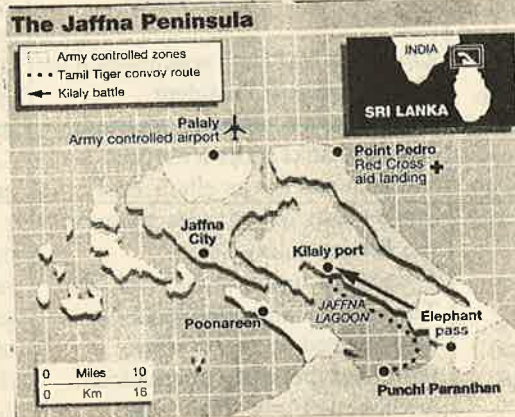 The Jaffna Peninsula
Army controlled zones
Tamil Tiger convoy route
Kilaly battle
INDIA
SRI LANKA
Palaly
Army controlled airport
Point Pedro
Red Cross
aid landing
Jaffna
City
Kilaly port
JAFFNA
LAGOON
Elephant
pass
Poonareen
Punchi Paranthan
0 Miles 10
0 Km 16